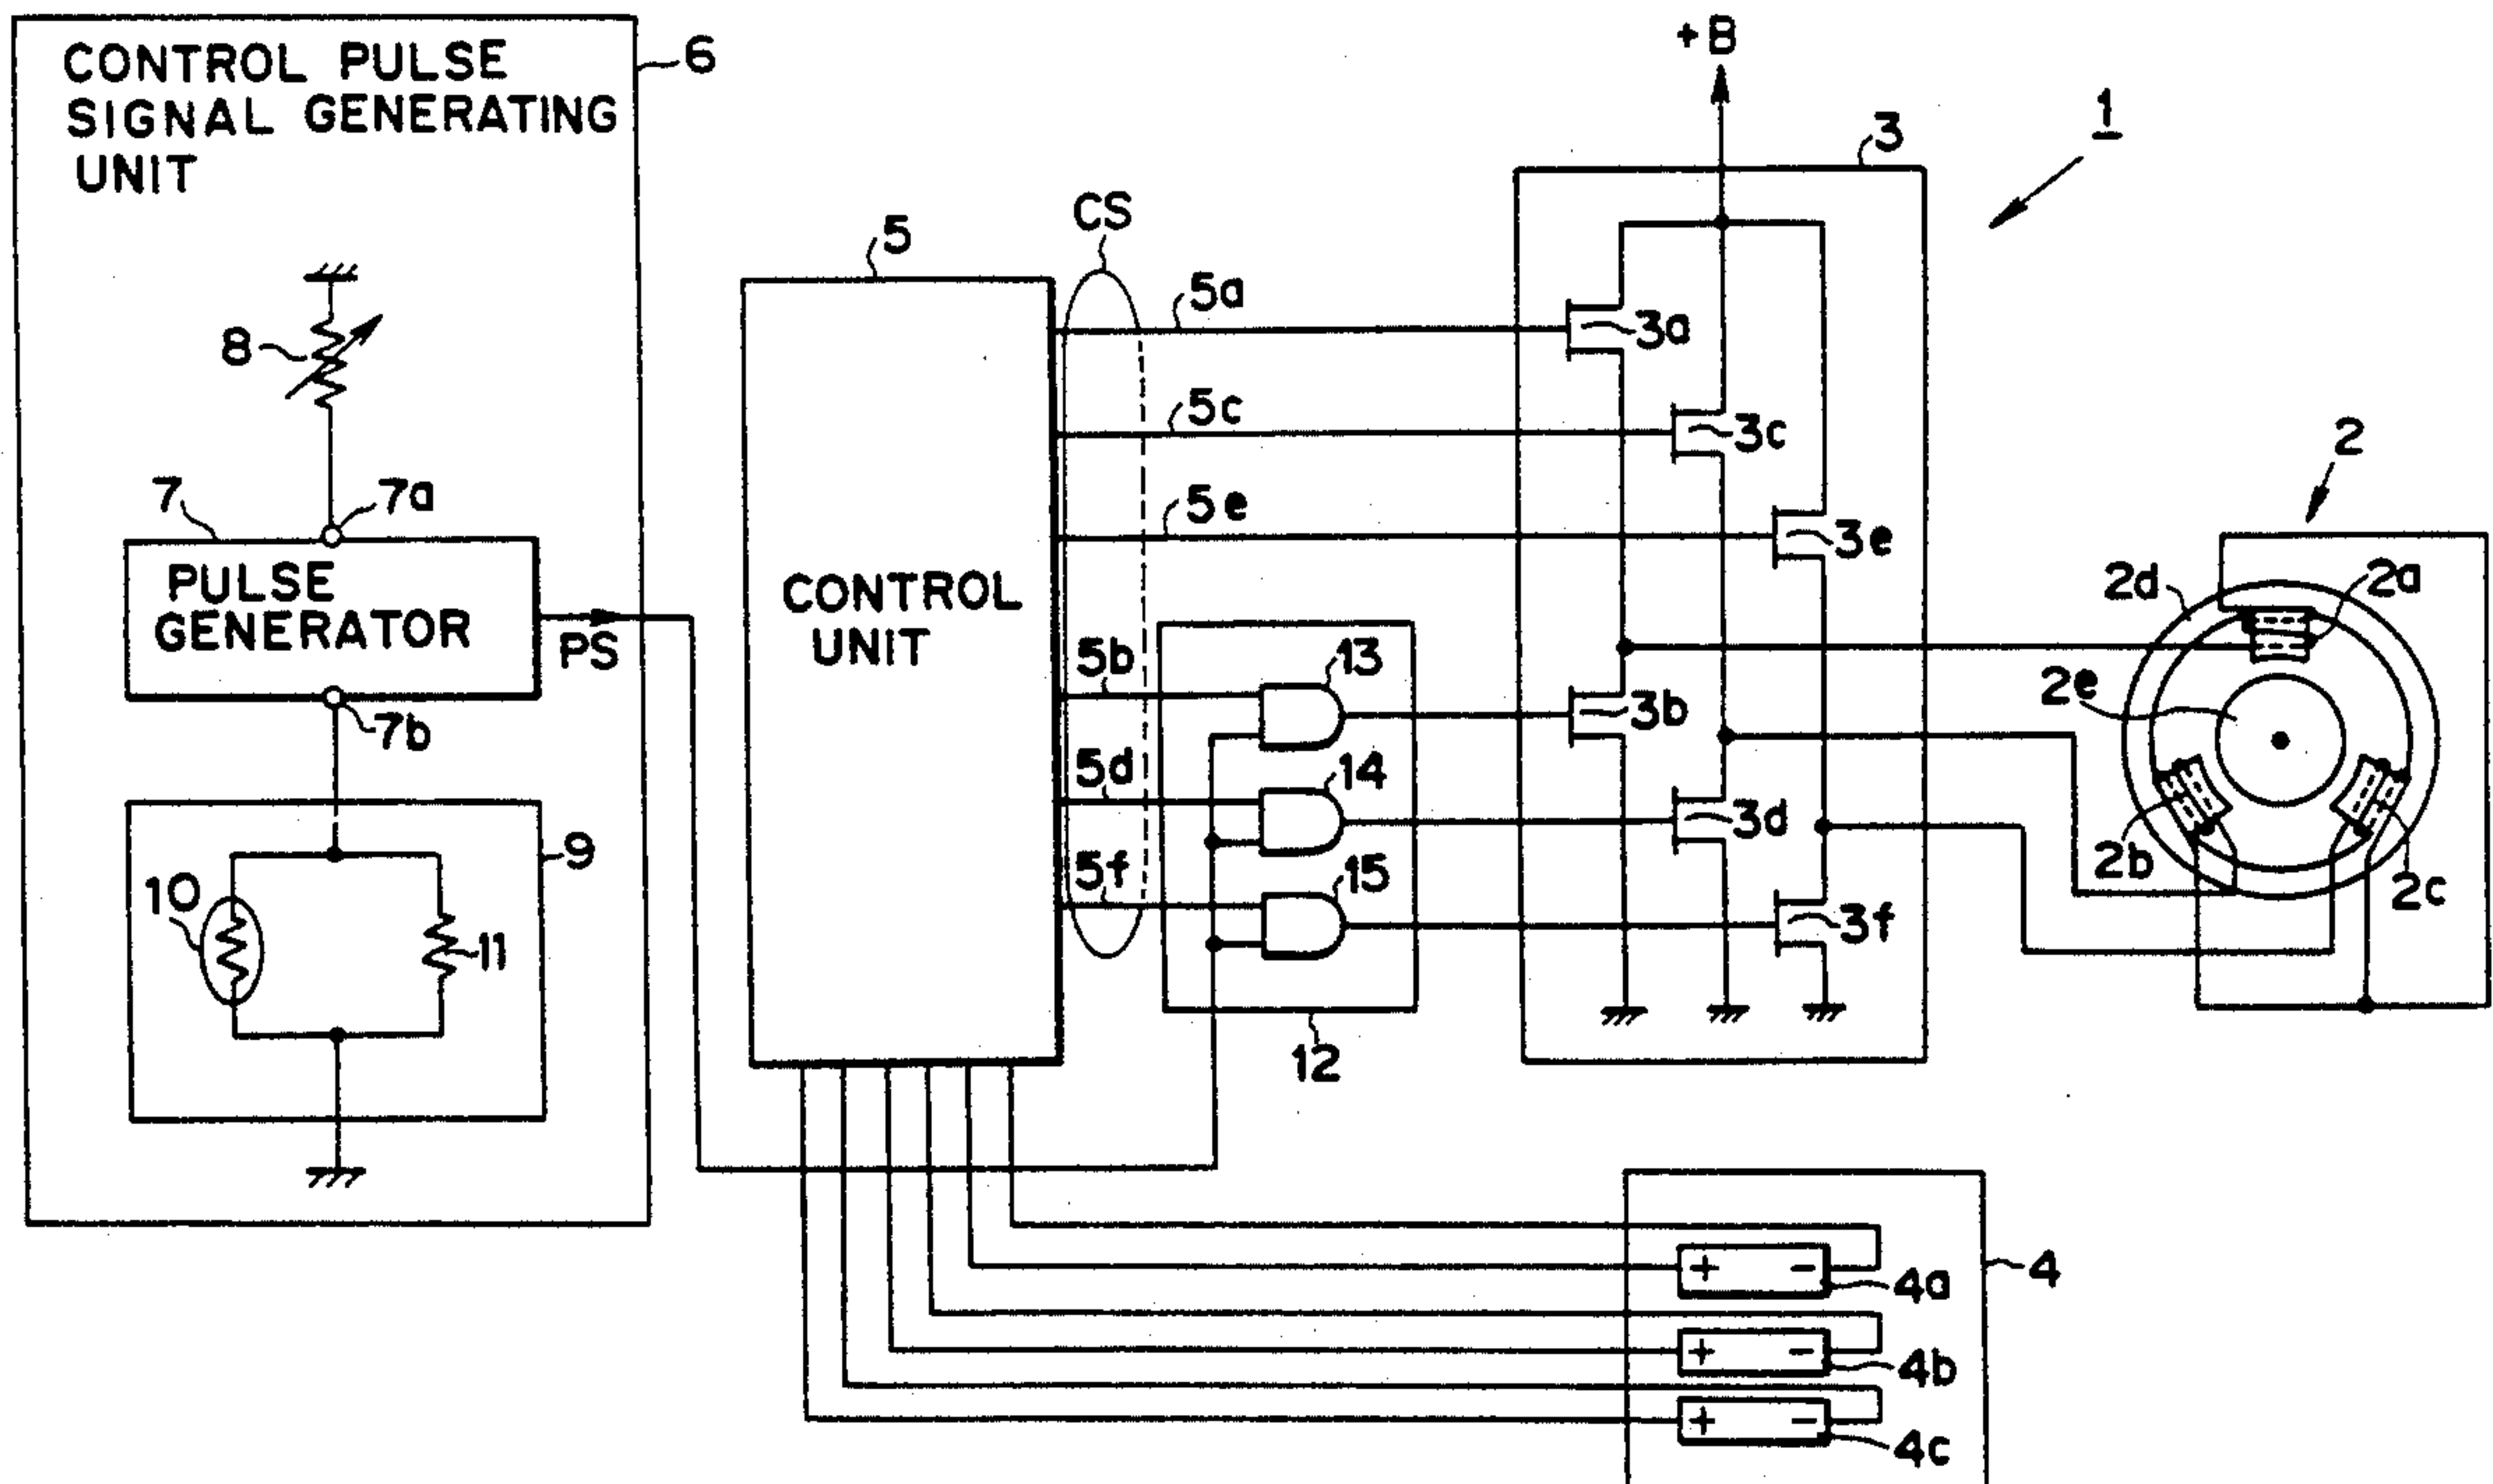 CONTROL PULSE
SIGNAL GENERATING
UNIT
6
8
7
7a
PULSE
GENERATOR
PS
7b
9
10
11
5
CS
CONTROL
UNIT
5a
5c
5e
5b
5d
5f
13
14
15
12
+B
3
1
3a
3c
3e
3b
3d
3f
2
2d
2a
2e
2b
2c
4
+ -
4a
+ -
4b
+ -
4c